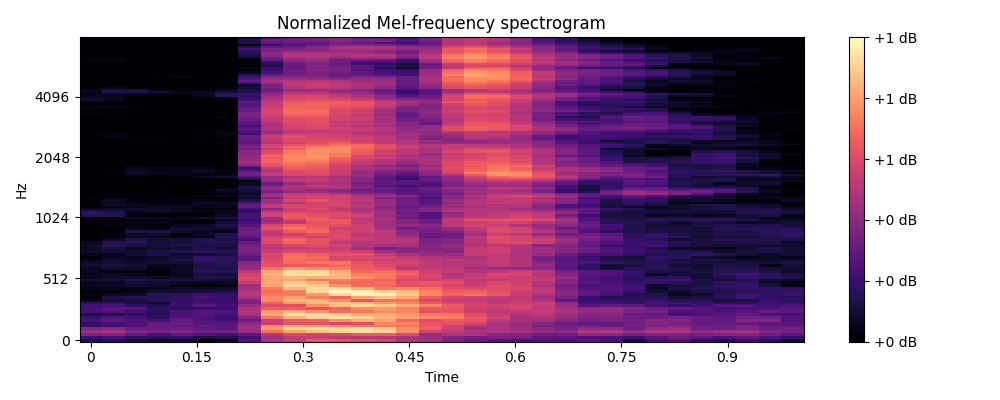 Normalized Mel-frequency spectrogram
Hz
4096
2048
1024
512
0
0 0.15 0.3 0.45 0.6 0.75 0.9
Time
+1 dB
+1 dB
+1 dB
+0 dB
+0 dB
+0 dB